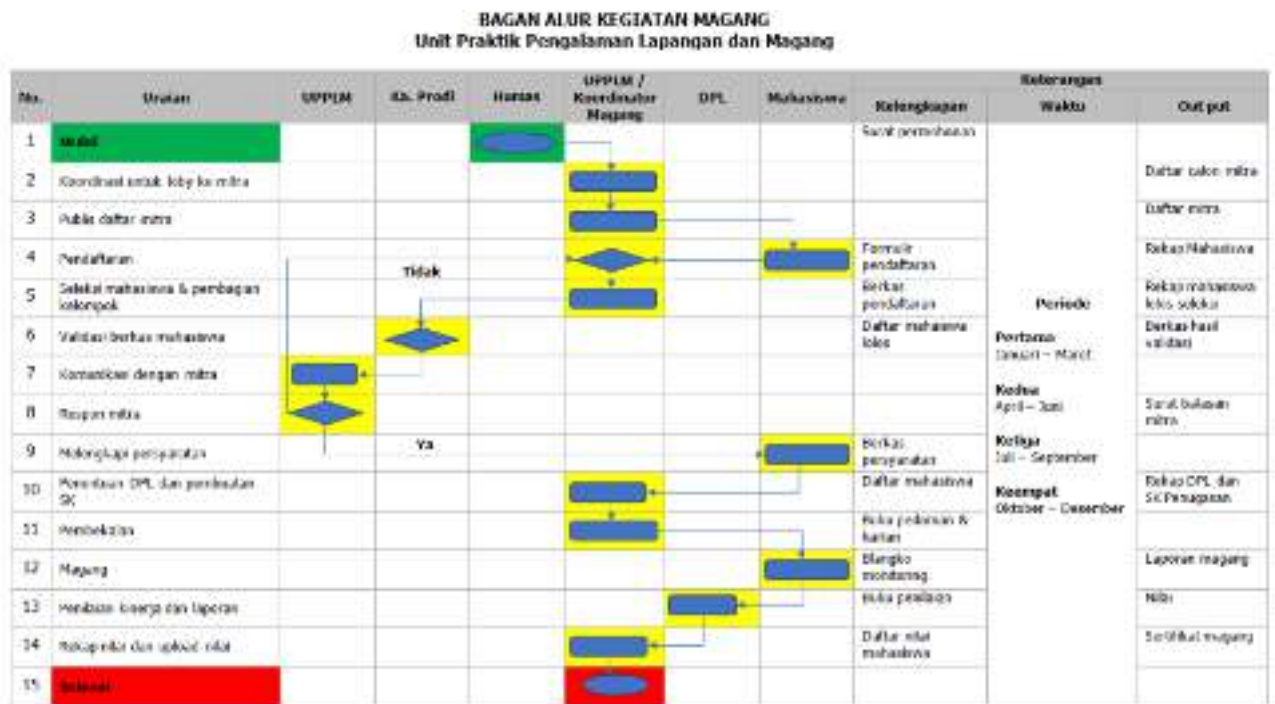 BAGAN ALUR KEGIATAN MAGANG
Unit Praktik Pengalaman Lapangan dan Magang
No. Uraian UPPLM Ka. Prodi Humas UPPLM / Koordinator Magang DPL Mahasiswa Keterangan
Kelengkapan Waktu Out put
1 Mulai Surat permohonan
2 Koordinasi untuk loby ke mitra Daftar calon mitra
3 Publis daftar mitra Daftar mitra
4 Pendaftaran Formulir pendaftaran Rekap Mahasiswa
Tidak
5 Seleksi mahasiswa & pembagian kelompok Berkas pendaftaran Rekap mahasiswa lolos seleksi
6 Validasi berkas mahasiswa Daftar mahasiswa lolos Berkas hasil validasi
7 Komunikasi dengan mitra
8 Respon mitra Surat balasan mitra
Ya
9 Melengkapi persyaratan Berkas persyaratan
10 Penentuan DPL dan pembuatan SK Daftar mahasiswa Rekap DPL dan SK Penugasan
11 Pembekalan Buku pedoman &
12 Magang Blangko monitoring Laporan magang
13 Penilaian kinerja dan laporan Buku penilaian Nilai
14 Rekap nilai dan upload nilai Daftar nilai mahasiswa Sertifikat magang
15 Selesai
Periode
Pertama
Januari – Maret
Kedua
April – Juni
Ketiga
Juli – September
Keempat
Oktober – Desember